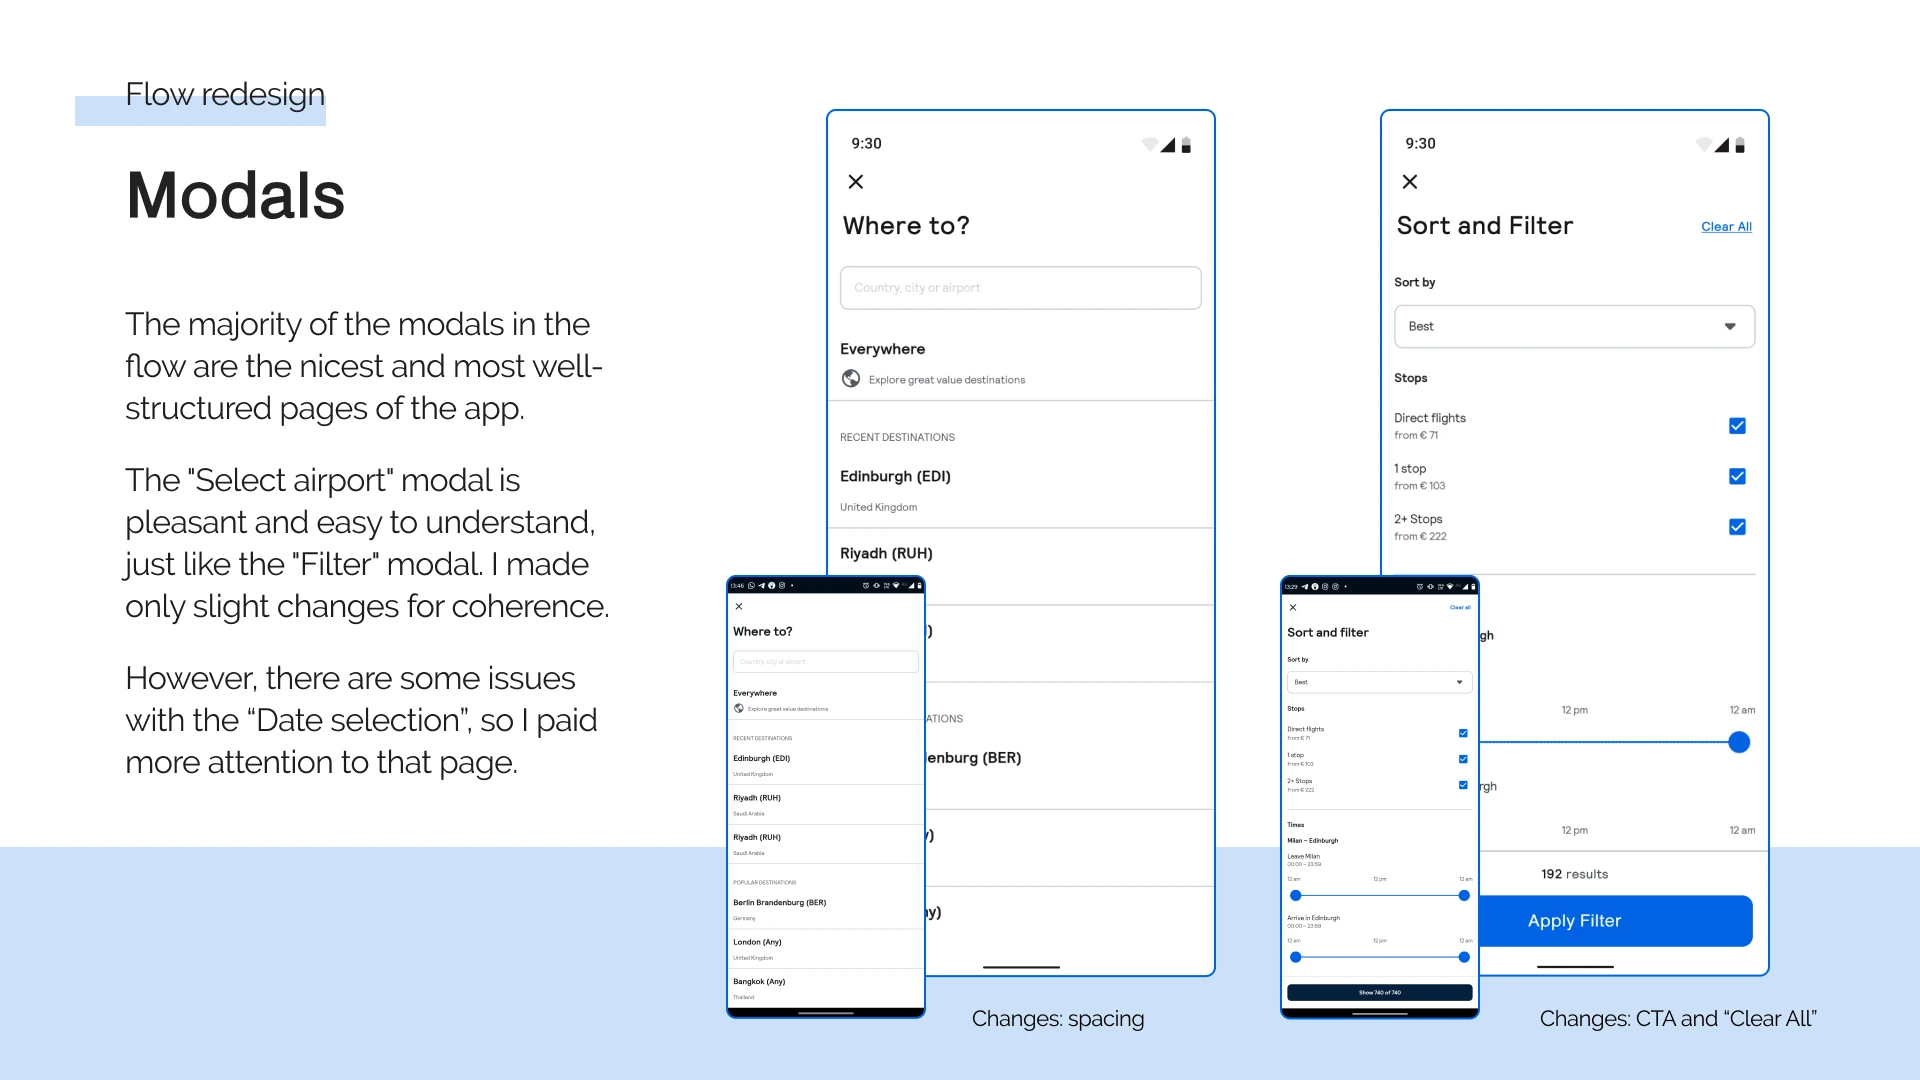 Flow redesign
Modals
The majority of the modals in the
flow are the nicest and most well-
structured pages of the app.
The "Select airport" modal is
pleasant and easy to understand,
just like the "Filter" modal. I made
only slight changes for coherence.
However, there are some issues
with the “Date selection”, so I paid
more attention to that page.
9:30
Where to?
Country, city or airport
Everywhere
Explore great value destinations
RECENT DESTINATIONS
Edinburgh (EDI)
United Kingdom
Riyadh (RUH)
)
ATIONS
enburg (BER)
y)
ny)
13:46
Where to?
Country, city or airport
Everywhere
Explore great value destinations
RECENT DESTINATIONS
Edinburgh (EDI)
United Kingdom
Riyadh (RUH)
Saudi Arabia
Riyadh (RUH)
Saudi Arabia
POPULAR DESTINATIONS
Berlin Brandenburg (BER)
Germany
London (Any)
United Kingdom
Bangkok (Any)
Thailand
Changes: spacing
9:30
Sort and Filter
Clear All
Sort by
Best
Stops
Direct flights
from € 71
1 stop
from € 103
2+ Stops
from € 222
gh
12 pm 12 am
rgh
12 pm 12 am
192 results
Apply Filter
13:29
Clear all
Sort and filter
Sort by
Best
Stops
Direct flights
from € 71
1 stop
from € 103
2+ Stops
from € 222
Times
Milan – Edinburgh
Leave Milan
00:00 – 23:59
12 am 12 pm 12 am
Arrive in Edinburgh
00:00 – 23:59
12 am 12 pm 12 am
Show 740 of 740
Changes: CTA and “Clear All”